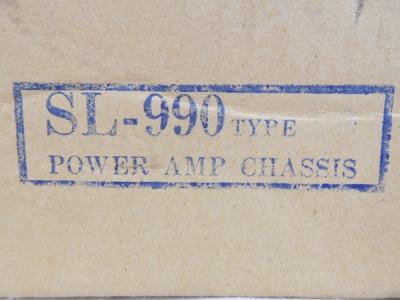 SL-990 TYPE
POWER AMP CHASSIS